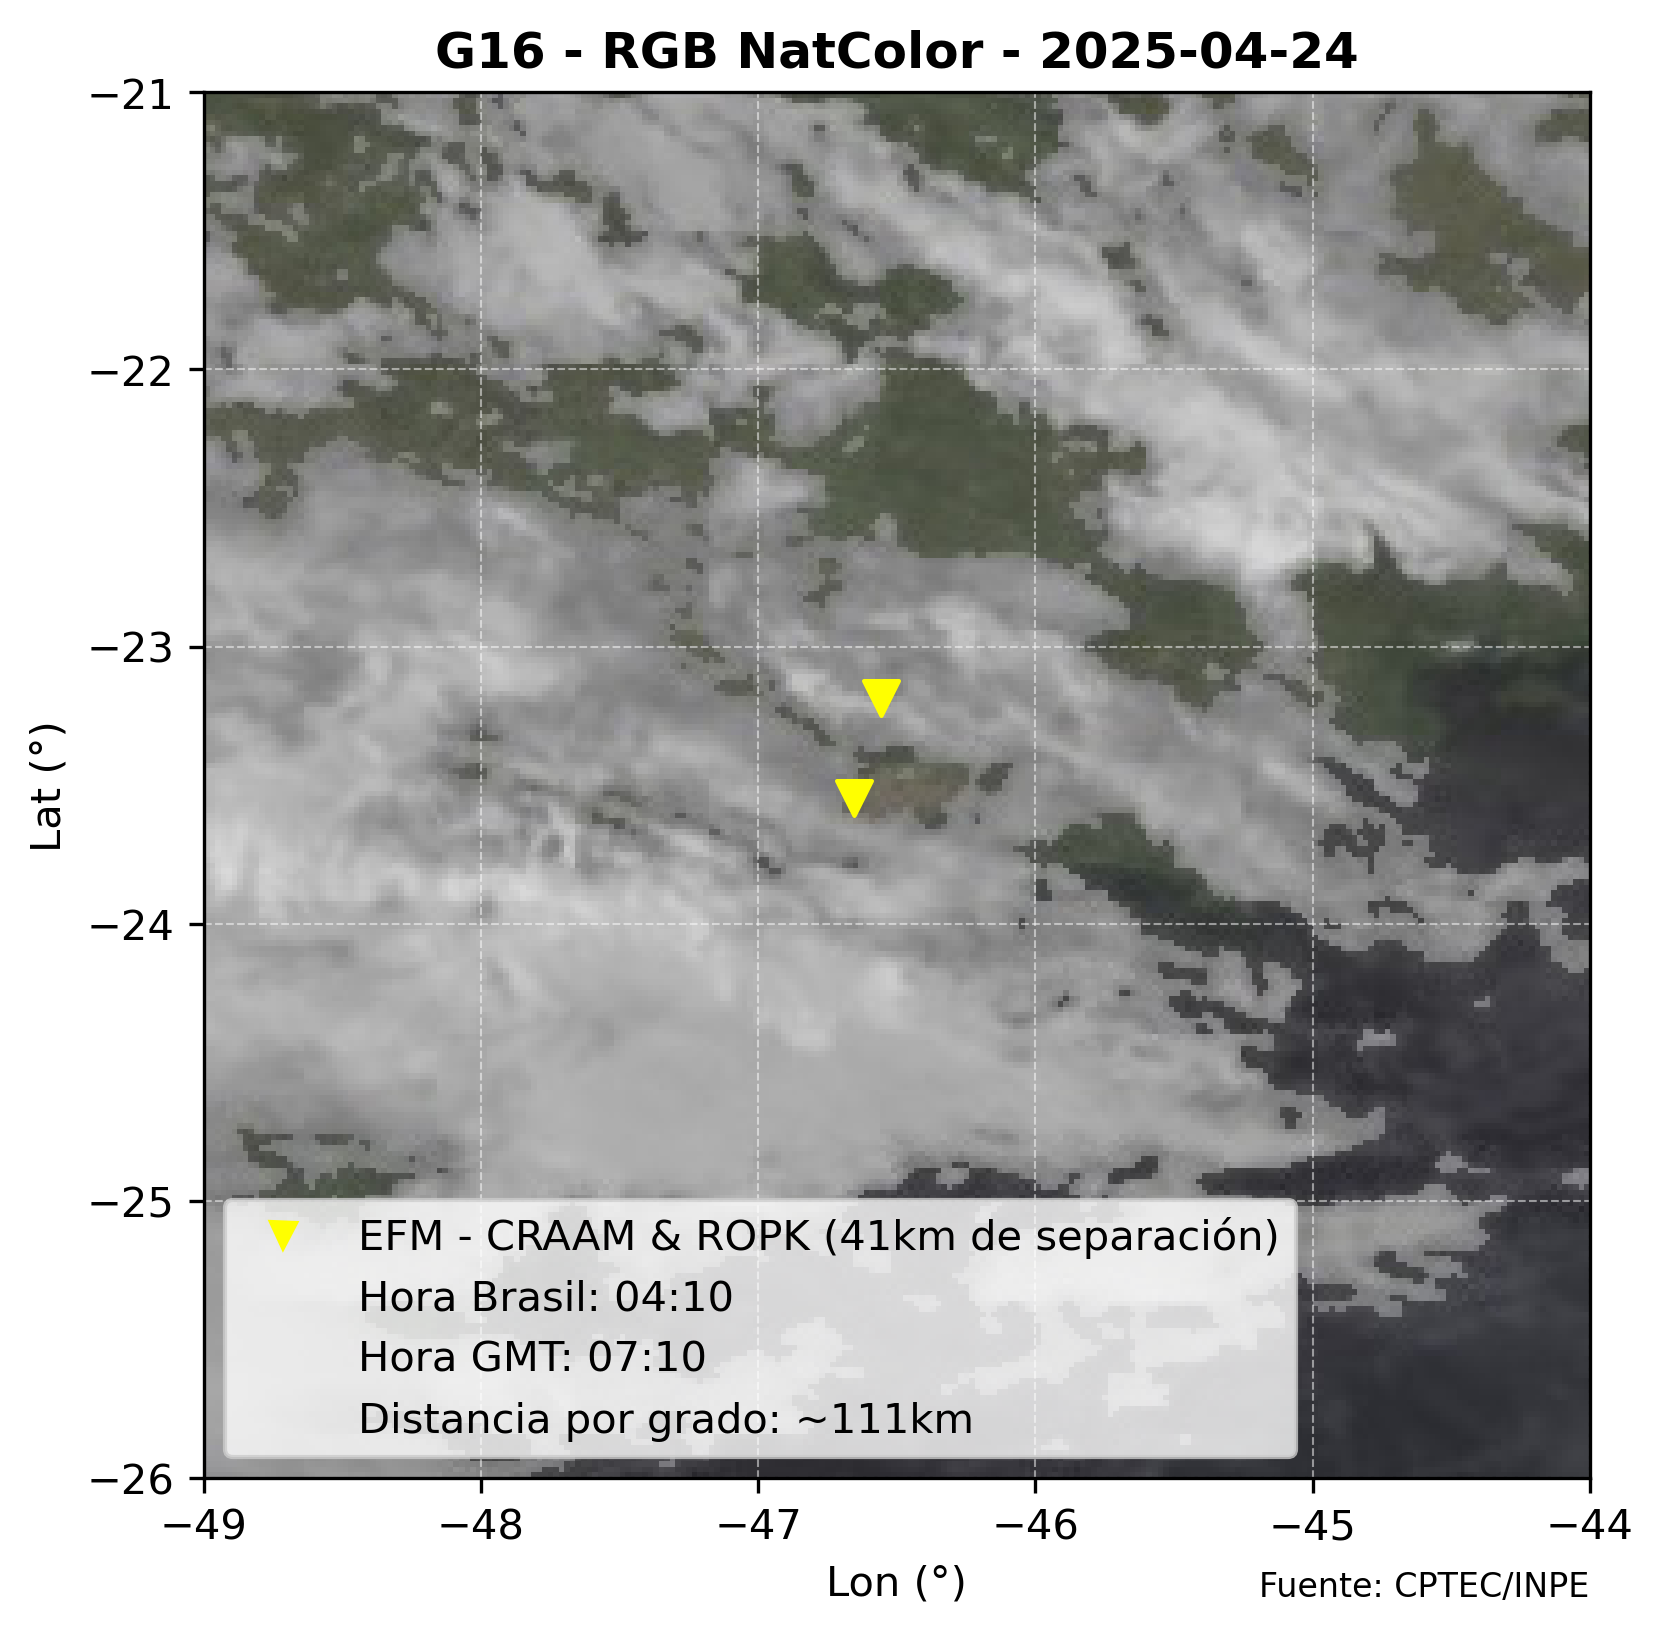 G16 - RGB NatColor - 2025-04-24
−21
−22
−23
−24
−25
−26
Lat (°)
EFM - CRAAM & ROPK (41km de separación)
Hora Brasil: 04:10
Hora GMT: 07:10
Distancia por grado: ~111km
−49 −48 −47 −46 −45 −44
Lon (°)
Fuente: CPTEC/INPE